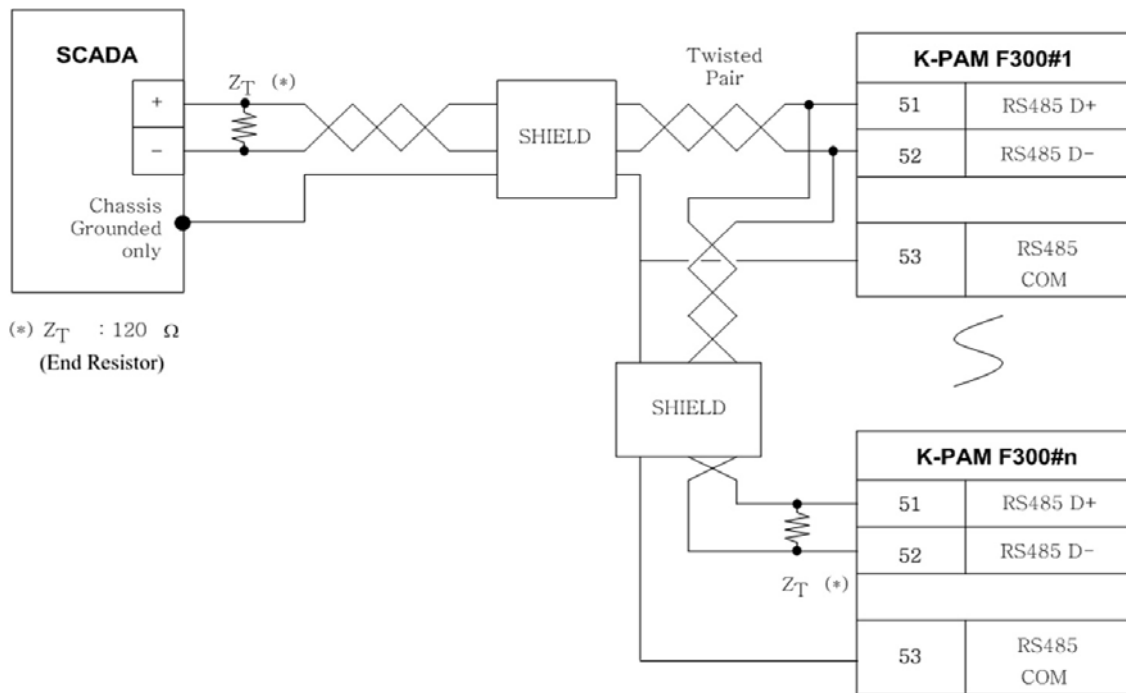 SCADA
+
−
Z_T (*)
Chassis
Grounded
only
(*) Z_T : 120 Ω
(End Resistor)
SHIELD
Twisted
Pair
K-PAM F300#1
51 RS485 D+
52 RS485 D-
53 RS485
COM
SHIELD
K-PAM F300#n
51 RS485 D+
52 RS485 D-
Z_T (*)
53 RS485
COM